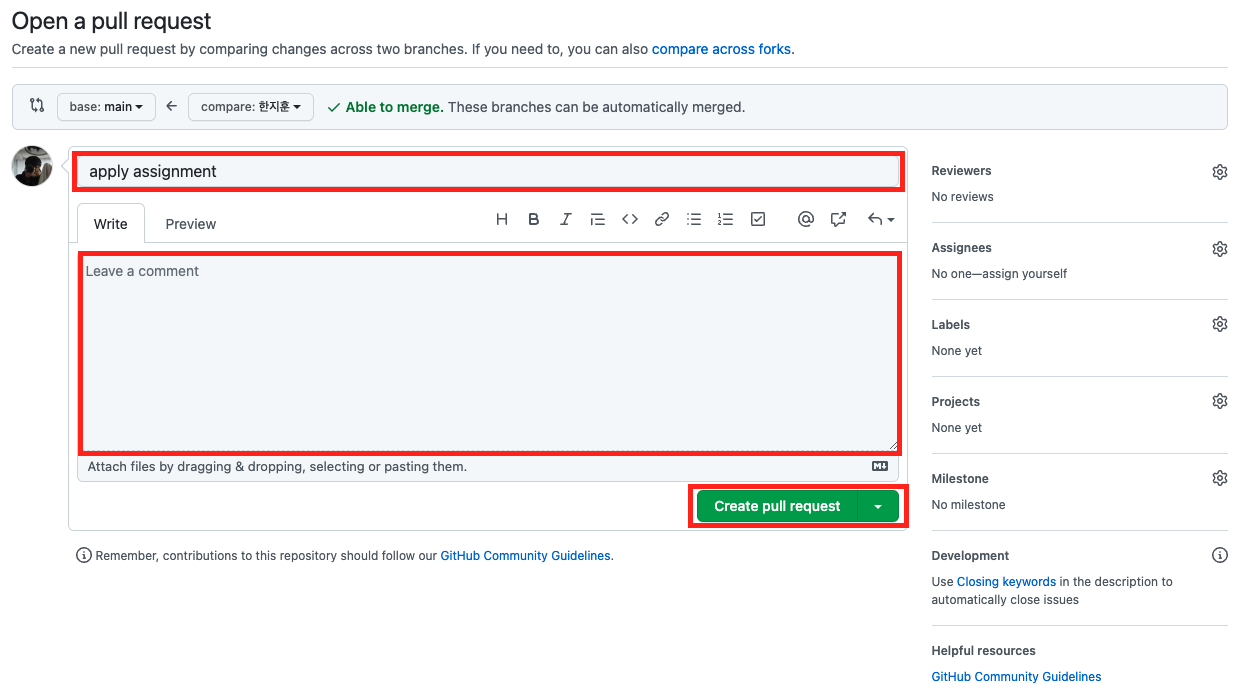 Open a pull request
Create a new pull request by comparing changes across two branches. If you need to, you can also compare across forks.
base: main
compare: 한지훈
Able to merge. These branches can be automatically merged.
apply assignment
Write
Preview
Leave a comment
Attach files by dragging & dropping, selecting or pasting them.
Create pull request
Remember, contributions to this repository should follow our GitHub Community Guidelines.
Reviewers
No reviews
Assignees
No one—assign yourself
Labels
None yet
Projects
None yet
Milestone
No milestone
Development
Use Closing keywords in the description to
automatically close issues
Helpful resources
GitHub Community Guidelines